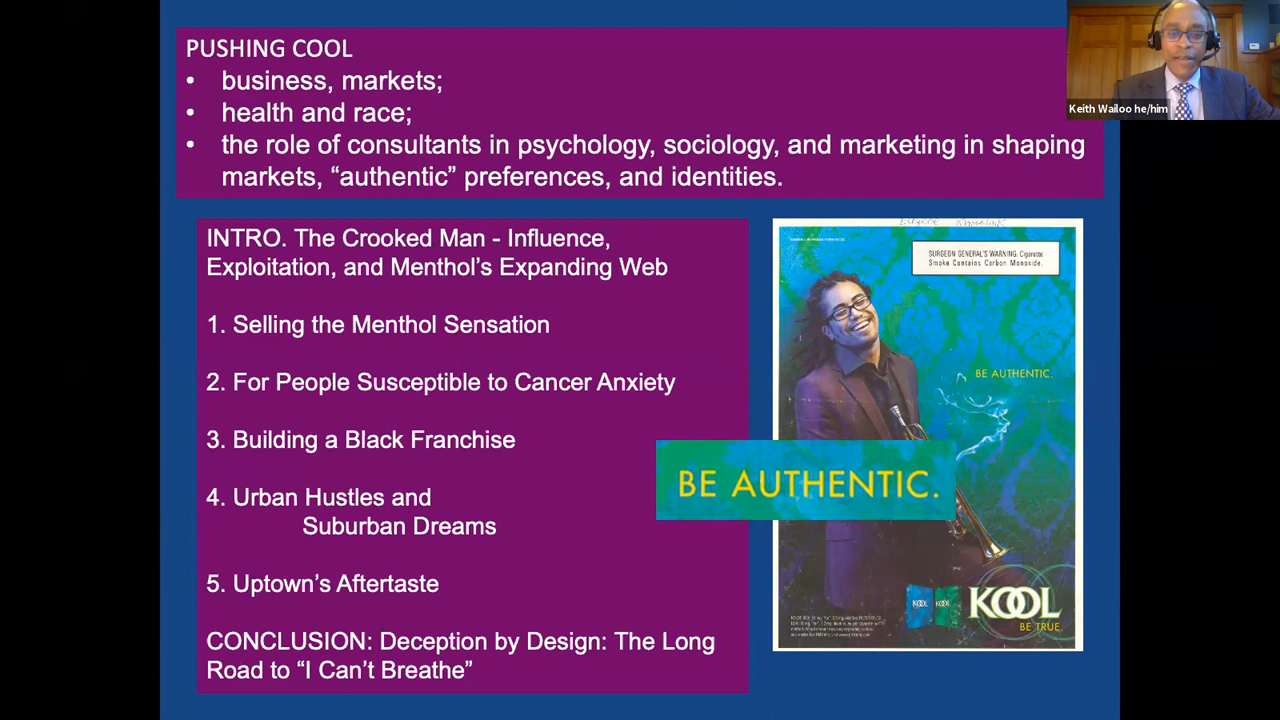 PUSHING COOL
• business, markets;
• health and race;
• the role of consultants in psychology, sociology, and marketing in shaping
markets, “authentic” preferences, and identities.
Keith Wailoo he/him
INTRO. The Crooked Man - Influence,
Exploitation, and Menthol’s Expanding Web
1. Selling the Menthol Sensation
2. For People Susceptible to Cancer Anxiety
3. Building a Black Franchise
4. Urban Hustles and
Suburban Dreams
5. Uptown’s Aftertaste
CONCLUSION: Deception by Design: The Long
Road to “I Can’t Breathe”
SURGEON GENERAL'S WARNING: Cigarette
Smoke Contains Carbon Monoxide.
BE AUTHENTIC.
BE AUTHENTIC.
KOOL
KOOL
KOOL
BE TRUE.